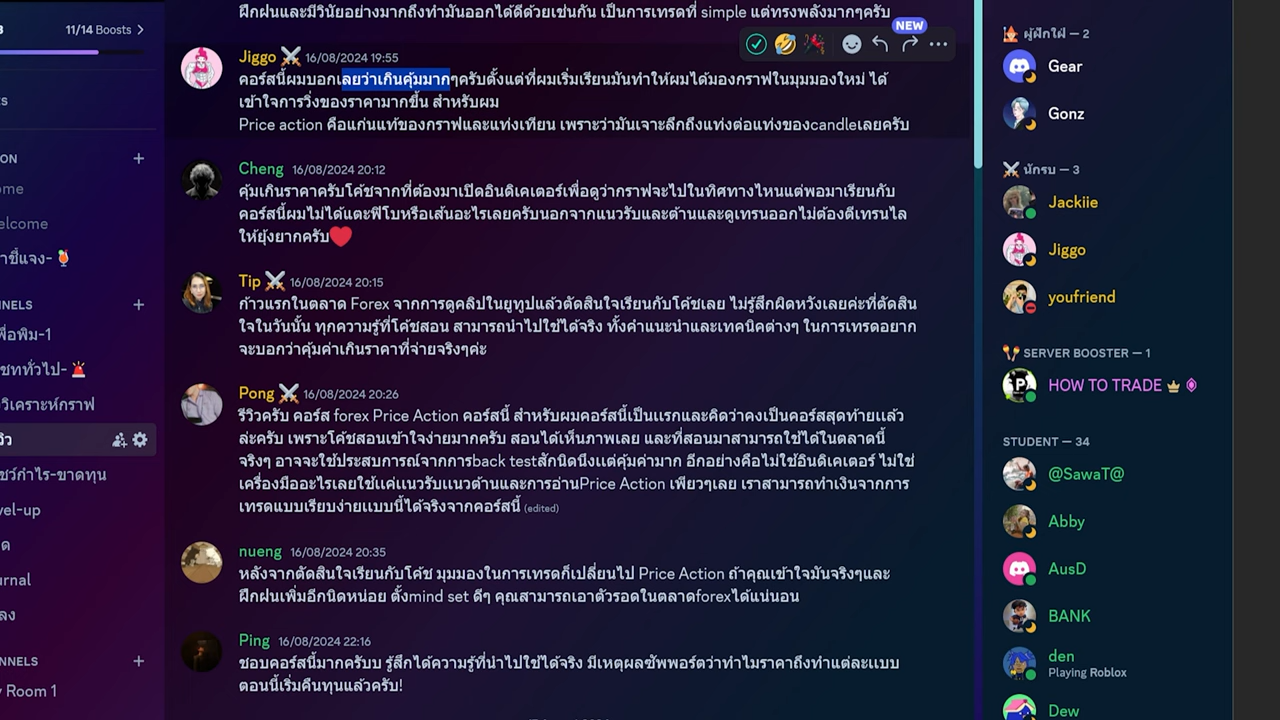 ฝึกฝนและมีวินัยอย่างมากถึงทำมันออกได้ดีด้วยเช่นกัน เป็นการเทรดที่ simple แต่ทรงพลังมากๆครับ
11/14 Boosts
NEW
Jiggo 16/08/2024 19:55
คอร์สนี้ผมบอกเลยว่าเกินคุ้มมากๆครับตั้งแต่ที่ผมเริ่มเรียนมันทำให้ผมได้มองกราฟในมุมมองใหม่ ได้
เข้าใจการวิ่งของราคามากขึ้น สำหรับผม
Price action คือแก่นแท้ของกราฟและแท่งเทียน เพราะว่ามันเจาะลึกถึงแท่งต่อแท่งของcandleเลยครับ
Cheng 16/08/2024 20:12
คุ้มเกินราคาครับโค้ชจากที่ต้องมาเปิดอินดิเคเตอร์เพื่อดูว่ากราฟจะไปในทิศทางไหนแต่พอมาเรียนกับ
คอร์สนี้ผมไม่ได้แตะฟิโบหรือเส้นอะไรเลยครับนอกจากแนวรับและต้านและดูเทรนออกไม่ต้องตีเทรนไล
ให้ยุ้งยากครับ❤️
Tip 16/08/2024 20:15
ก้าวแรกในตลาด Forex จากการดูคลิปในยูทูปแล้วตัดสินใจเรียนกับโค้ชเลย ไม่รู้สึกผิดหวังเลยค่ะที่ตัดสิน
ใจในวันนั้น ทุกความรู้ที่โค้ชสอน สามารถนำไปใช้ได้จริง ทั้งคำแนะนำและเทคนิคต่างๆ ในการเทรดอยาก
จะบอกว่าคุ้มค่าเกินราคาที่จ่ายจริงๆค่ะ
Pong 16/08/2024 20:26
รีวิวครับ คอร์ส forex Price Action คอร์สนี้ สำหรับผมคอร์สนี้เป็นแรกและคิดว่าคงเป็นคอร์สสุดท้ายแล้ว
ล่ะครับ เพราะโค้ชสอนเข้าใจง่ายมากครับ สอนได้เห็นภาพเลย และที่สอนมาสามารถใช้ได้ในตลาดนี้
จริงๆ อาจจะใช้ประสบการณ์จากการback testสักนิดนึงแต่คุ้มค่ามาก อีกอย่างคือไม่ใช้อินดิเคเตอร์ ไม่ใช่
เครื่องมืออะไรเลยใช้แค่แนวรับแนวต้านและการอ่านPrice Action เพียวๆเลย เราสามารถทำเงินจากการ
เทรดแบบเรียบง่ายแบบนี้ได้จริงจากคอร์สนี้ (edited)
nueng 16/08/2024 20:35
หลังจากตัดสินใจเรียนกับโค้ช มุมมองในการเทรดก็เปลี่ยนไป Price Action ถ้าคุณเข้าใจมันจริงๆและ
ฝึกฝนเพิ่มอีกนิดหน่อย ตั้งmind set ดีๆ คุณสามารถเอาตัวรอดในตลาดforexได้แน่นอน
Ping 16/08/2024 22:16
ชอบคอร์สนี้มากครับบ รู้สึกได้ความรู้ที่นำไปใช้ได้จริง มีเหตุผลซัพพอร์ตว่าทำไมราคาถึงทำแต่ละแบบ
ตอนนี้เริ่มคืนทุนแล้วครับ!
ON
ome
elcome
าชี้แจง-
NELS
พื่อพิม-1
ชททั่วไป-
วิเคราะห์กราฟ
ชว์กำไร-ขาดทุน
vel-up
urnal
NNELS
y Room 1
ผู้ฝึกใฝ่ — 2
Gear
Gonz
นักรบ — 3
Jackiie
Jiggo
youfriend
SERVER BOOSTER — 1
HOW TO TRADE
STUDENT — 34
@SawaT@
Abby
AusD
BANK
den
Playing Roblox
Dew